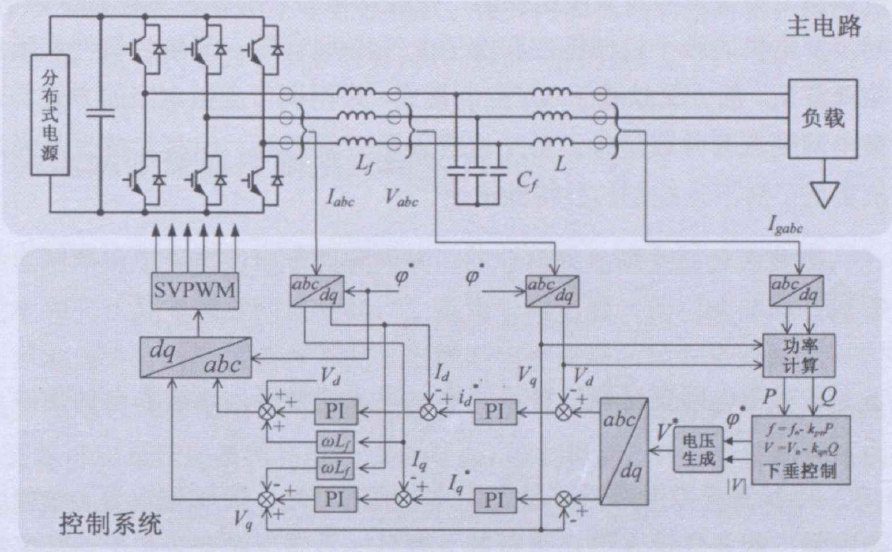 主电路
分布式电源
负载
L_f
C_f
L
I_abc
V_abc
I_gabc
SVPWM
abc
dq
φ*
φ*
abc
dq
abc
dq
dq
abc
功率
计算
V_d
I_d
V_q
V_d
P
Q
+
+
+
PI
- +
i_d*
PI
- +
abc
dq
V*
电压
生成
φ*
|V|
f = f_n - k_pn P
V = V_n - k_qn Q
下垂控制
ωL_f
ωL_f
I_q
I_q*
-
+
+
PI
- +
PI
- +
V_q
控制系统